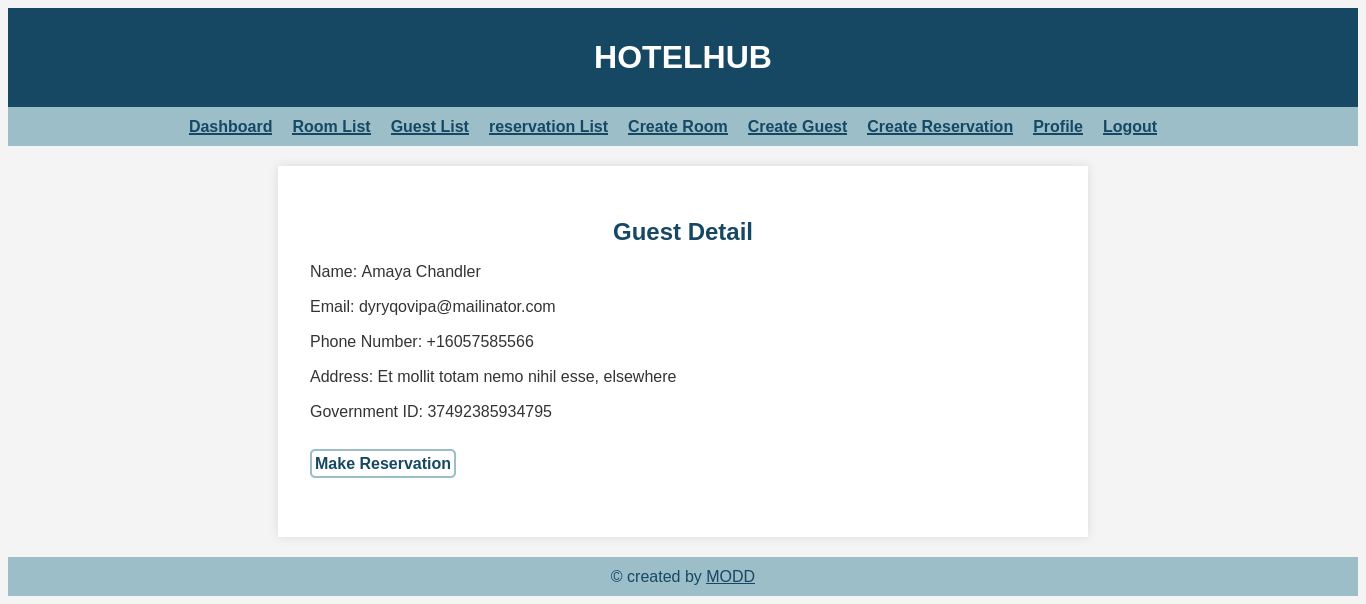 HOTELHUB
Dashboard Room List Guest List reservation List Create Room Create Guest Create Reservation Profile Logout
Guest Detail
Name: Amaya Chandler
Email: dyryqovipa@mailinator.com
Phone Number: +16057585566
Address: Et mollit totam nemo nihil esse, elsewhere
Government ID: 37492385934795
Make Reservation
© created by MODD